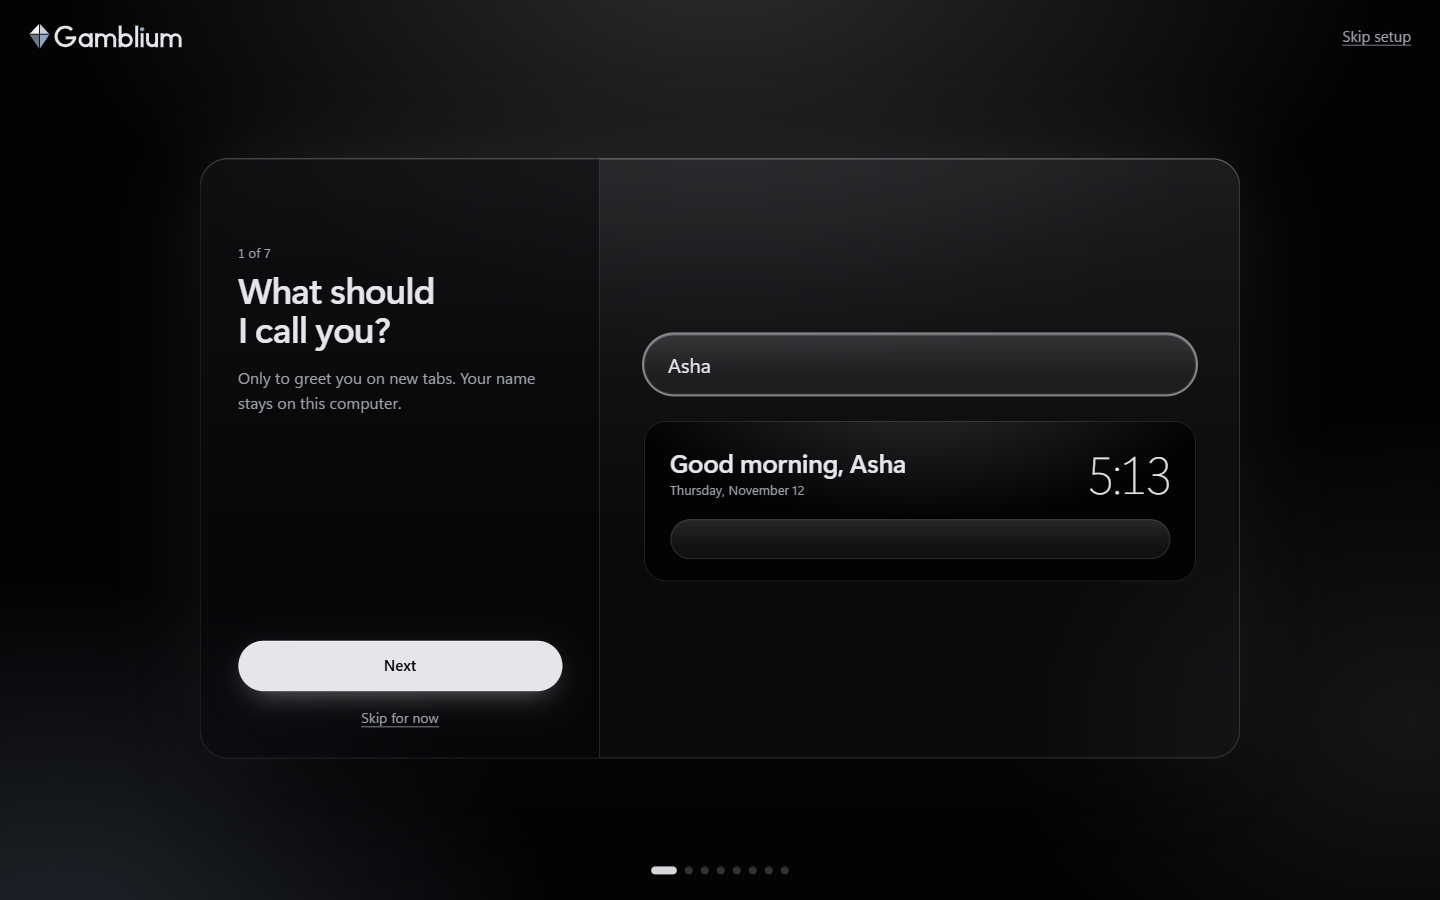 Gamblium
Skip setup
1 of 7
What should
I call you?
Only to greet you on new tabs. Your name
stays on this computer.
Next
Skip for now
Asha
Good morning, Asha
Thursday, November 12
5:13